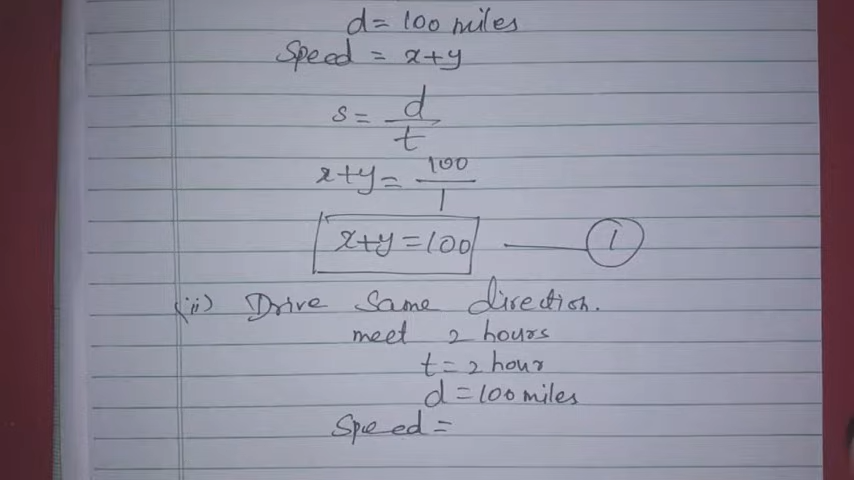 d = 100 miles
Speed = x+y
s = d/t
x+y = 100/1
x+y = 100 ——— 1
(ii) Drive same direction.
meet 2 hours
t = 2 hour
d = 100 miles
Speed =